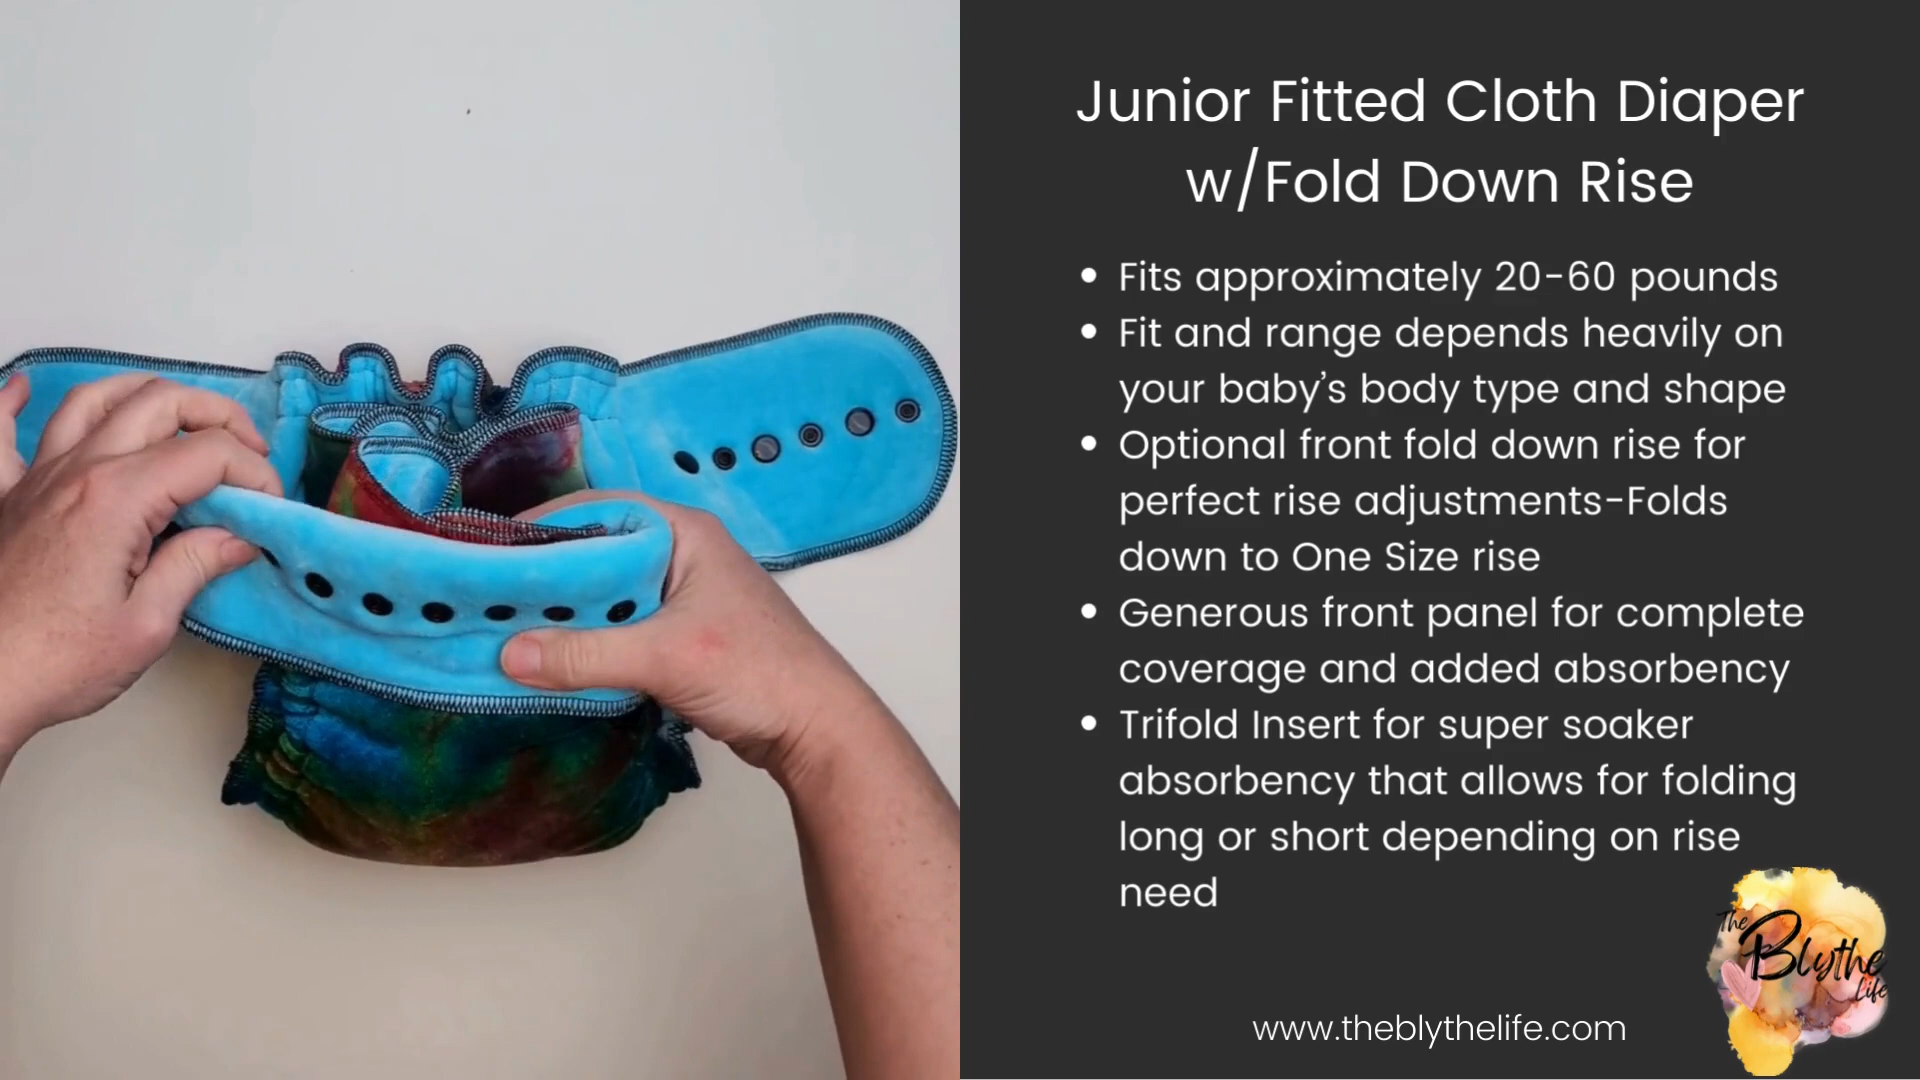 Junior Fitted Cloth Diaper
w/Fold Down Rise
• Fits approximately 20-60 pounds
• Fit and range depends heavily on
your baby's body type and shape
• Optional front fold down rise for
perfect rise adjustments-Folds
down to One Size rise
• Generous front panel for complete
coverage and added absorbency
• Trifold Insert for super soaker
absorbency that allows for folding
long or short depending on rise
need
The
Blythe
Life
www.theblythelife.com